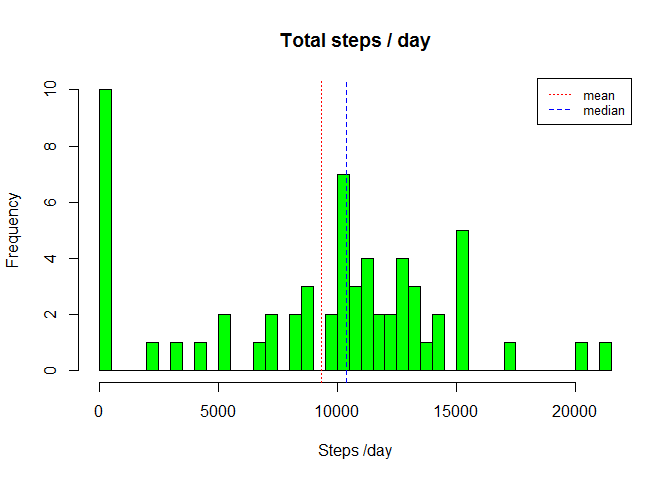 Total steps / day
mean
median
Frequency
10
8
6
4
2
0
0 5000 10000 15000 20000
Steps /day